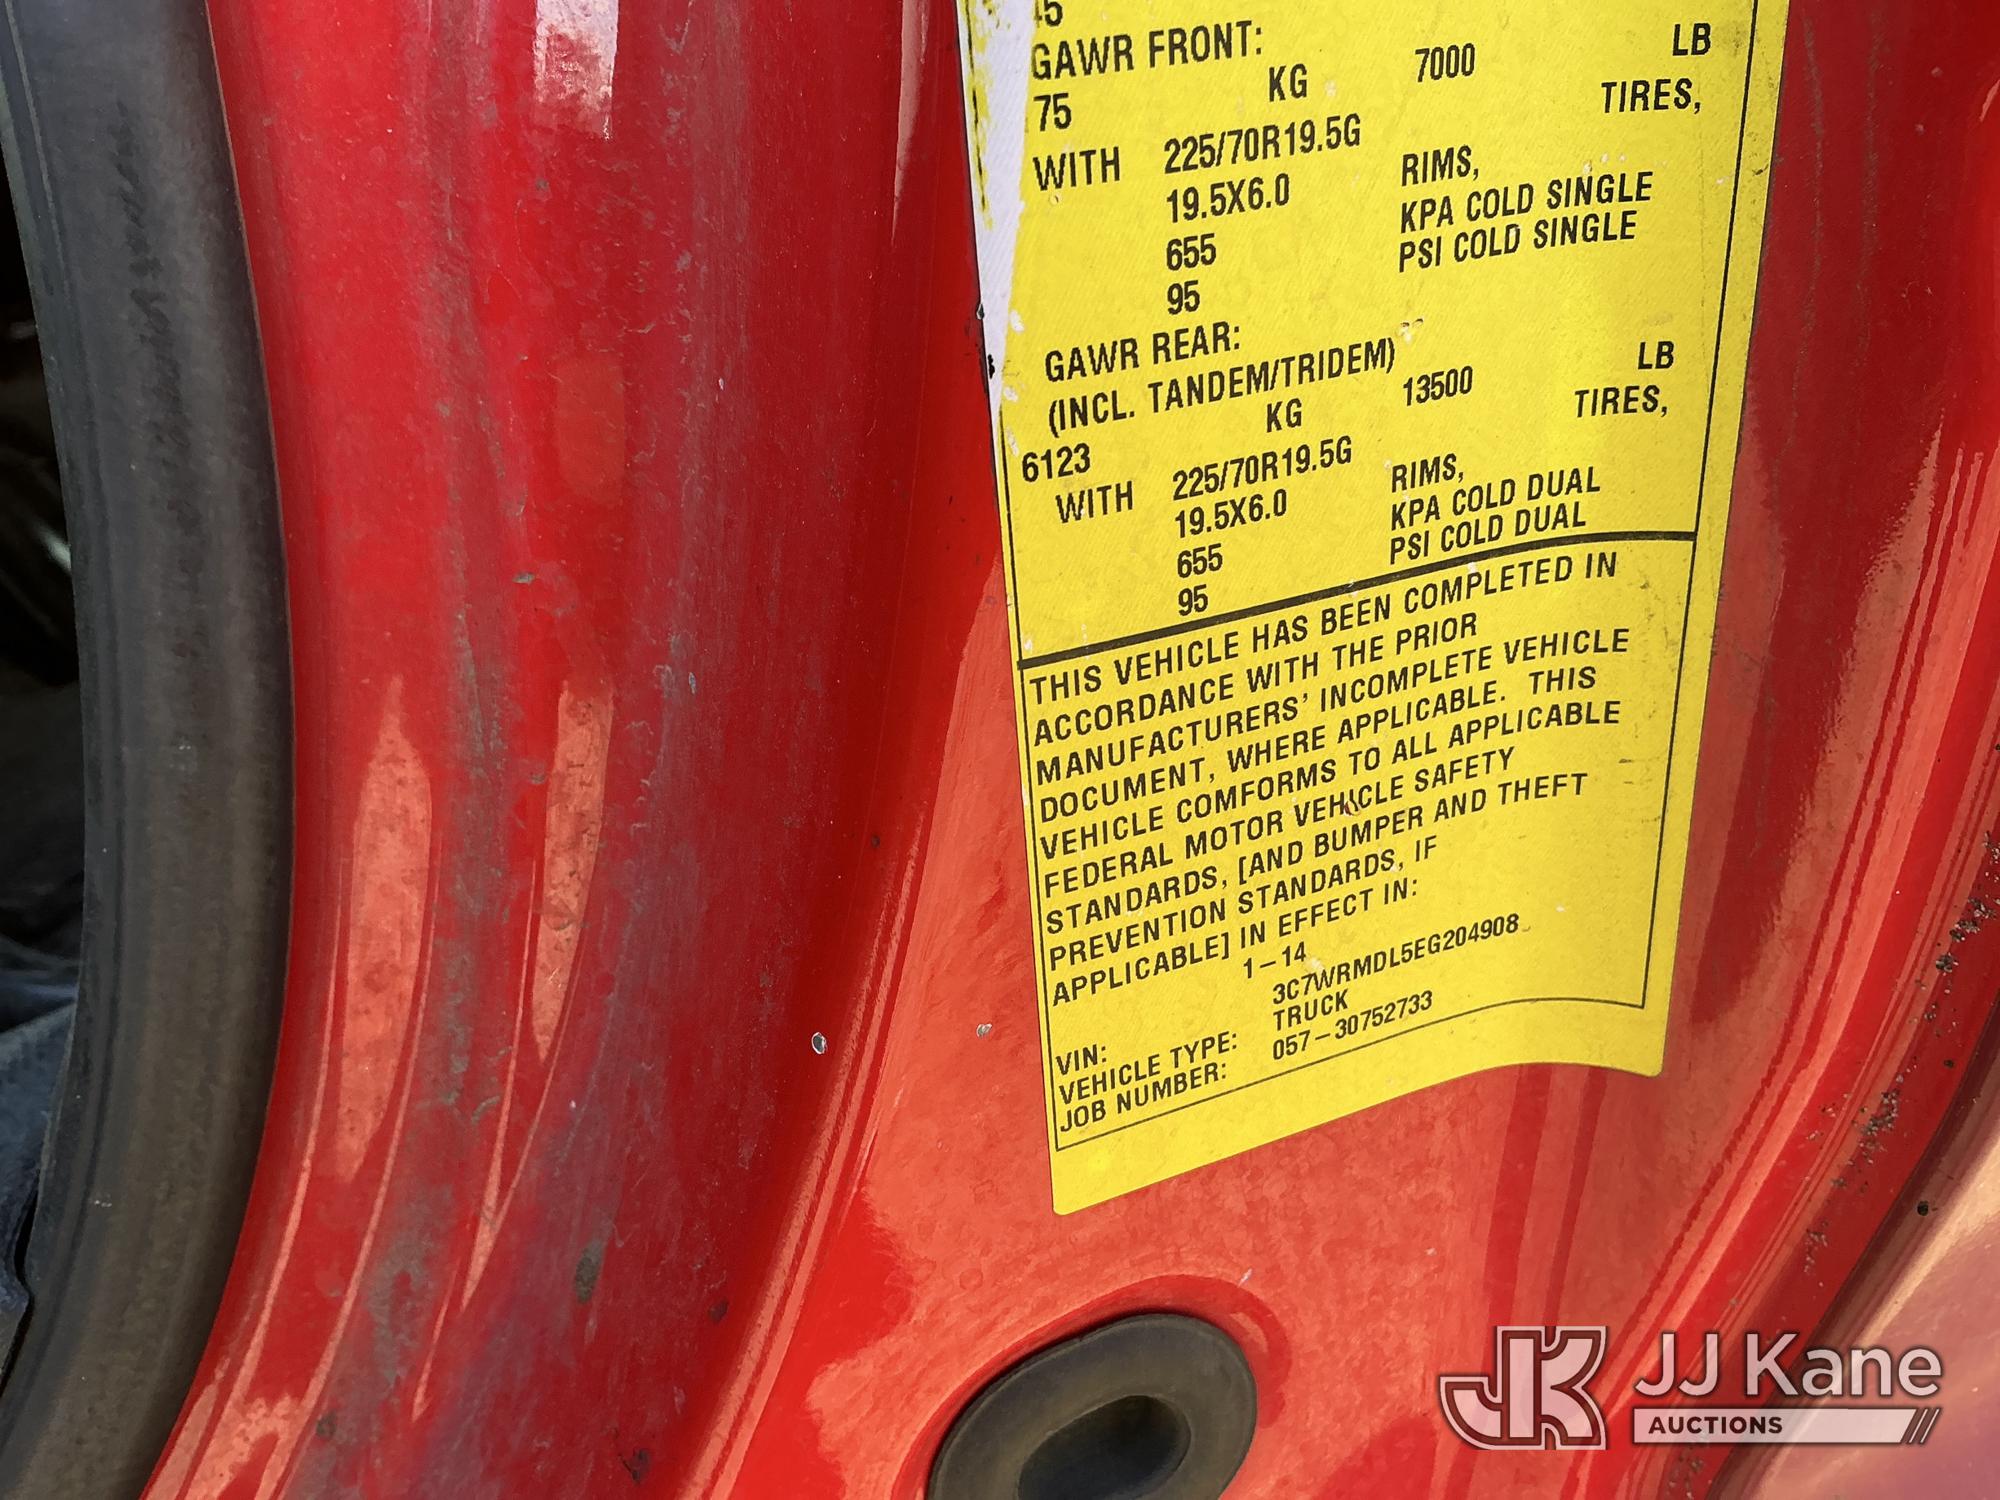 GAWR FRONT:
75 KG 7000 LB
WITH 225/70R19.5G TIRES,
19.5X6.0 RIMS,
655 KPA COLD SINGLE
95 PSI COLD SINGLE
GAWR REAR:
(INCL. TANDEM/TRIDEM)
6123 KG 13500 LB
WITH 225/70R19.5G TIRES,
19.5X6.0 RIMS,
655 KPA COLD DUAL
95 PSI COLD DUAL
THIS VEHICLE HAS BEEN COMPLETED IN
ACCORDANCE WITH THE PRIOR
MANUFACTURERS' INCOMPLETE VEHICLE
DOCUMENT, WHERE APPLICABLE. THIS
VEHICLE COMFORMS TO ALL APPLICABLE
FEDERAL MOTOR VEHICLE SAFETY
STANDARDS, [AND BUMPER AND THEFT
PREVENTION STANDARDS, IF
APPLICABLE] IN EFFECT IN:
1-14
VIN: 3C7WRMDL5EG204908
VEHICLE TYPE: TRUCK
JOB NUMBER: 057-30752733
JK JJ Kane
AUCTIONS